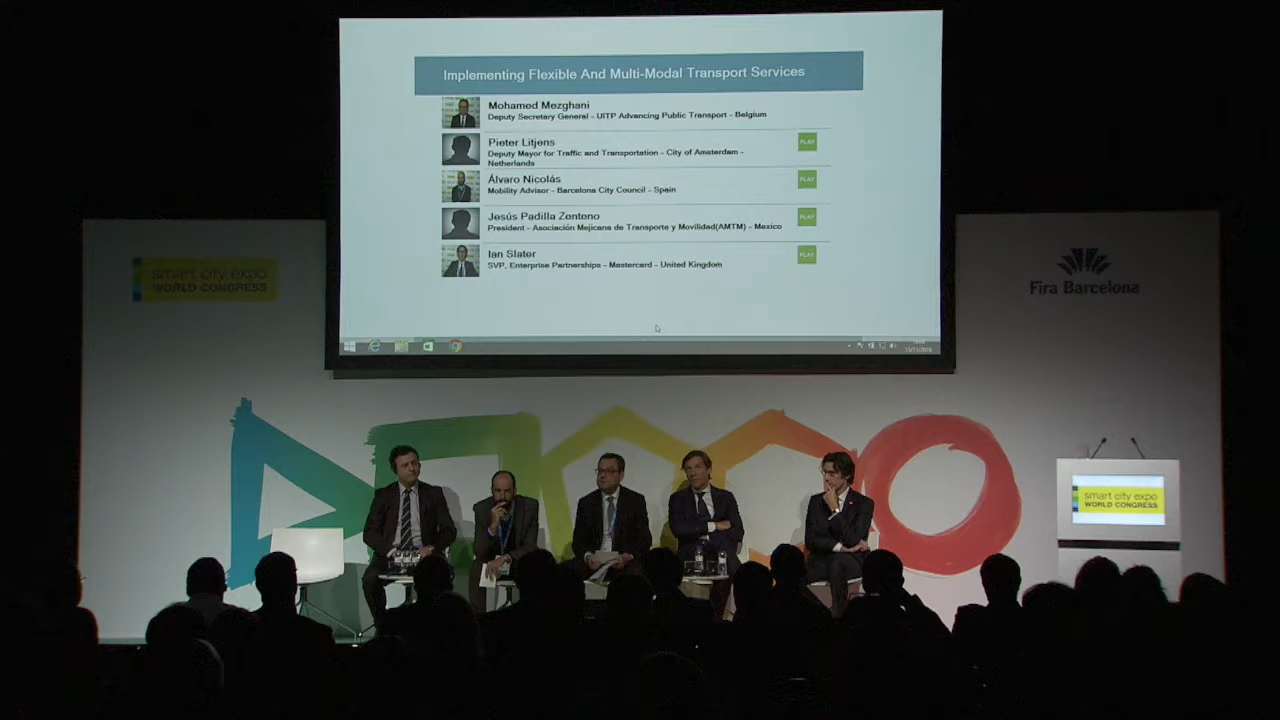 Implementing Flexible And Multi-Modal Transport Services
Mohamed Mezghani
Deputy Secretary General - UITP Advancing Public Transport - Belgium
Pieter Litjens
PLAY
Deputy Mayor for Traffic and Transportation - City of Amsterdam -
Netherlands
Álvaro Nicolás
PLAY
Mobility Advisor - Barcelona City Council - Spain
Jesús Padilla Zenteno
PLAY
President - Asociación Mejicana de Transporte y Movilidad(AMTM) - Mexico
Ian Slater
PLAY
SVP, Enterprise Partnerships - Mastercard - United Kingdom
smart city expo
WORLD CONGRESS
Fira Barcelona
smart city expo
WORLD CONGRESS